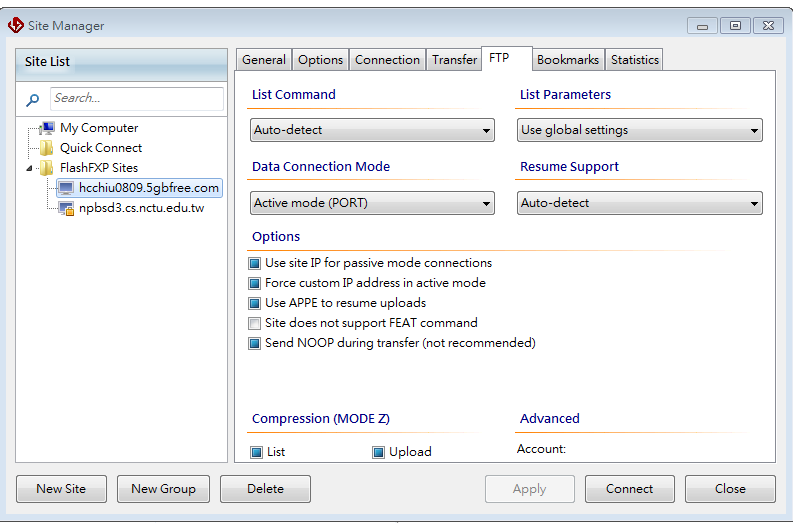 Site Manager
Site List
Search...
My Computer
Quick Connect
FlashFXP Sites
hcchiu0809.5gbfree.com
npbsd3.cs.nctu.edu.tw
General Options Connection Transfer FTP Bookmarks Statistics
List Command
List Parameters
Auto-detect
Use global settings
Data Connection Mode
Resume Support
Active mode (PORT)
Auto-detect
Options
Use site IP for passive mode connections
Force custom IP address in active mode
Use APPE to resume uploads
Site does not support FEAT command
Send NOOP during transfer (not recommended)
Compression (MODE Z)
Advanced
List
Upload
Account:
New Site New Group Delete Apply Connect Close